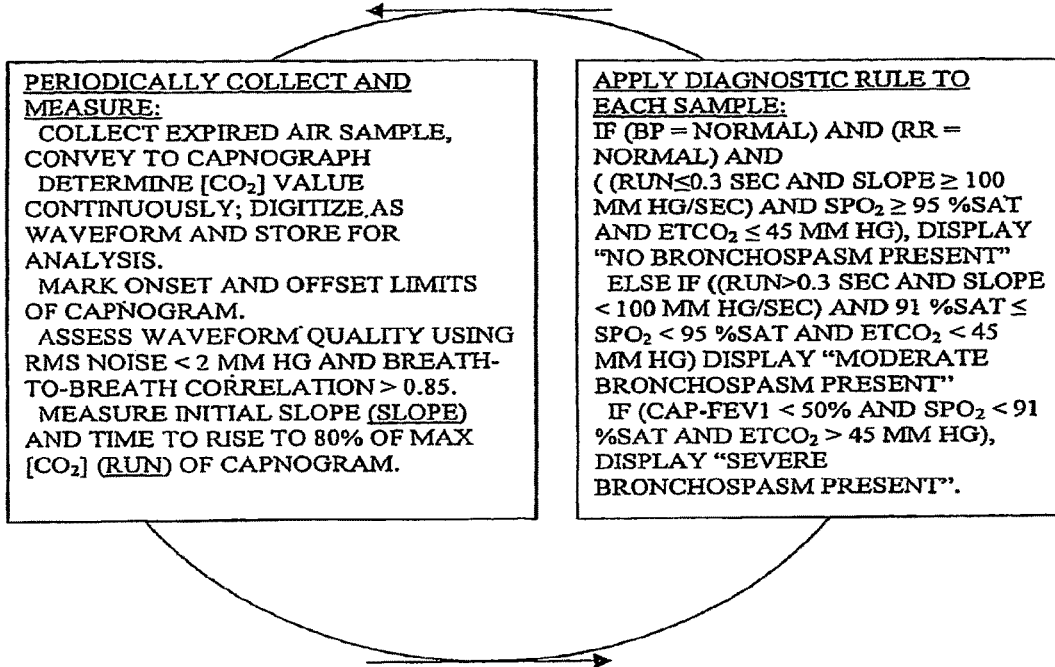 PERIODICALLY COLLECT AND
MEASURE:
COLLECT EXPIRED AIR SAMPLE,
CONVEY TO CAPNOGRAPH
DETERMINE [CO₂] VALUE
CONTINUOUSLY; DIGITIZE AS
WAVEFORM AND STORE FOR
ANALYSIS.
MARK ONSET AND OFFSET LIMITS
OF CAPNOGRAM.
ASSESS WAVEFORM QUALITY USING
RMS NOISE < 2 MM HG AND BREATH-
TO-BREATH CORRELATION > 0.85.
MEASURE INITIAL SLOPE (SLOPE)
AND TIME TO RISE TO 80% OF MAX
[CO₂] (RUN) OF CAPNOGRAM.
APPLY DIAGNOSTIC RULE TO
EACH SAMPLE:
IF (BP = NORMAL) AND (RR =
NORMAL) AND
( (RUN≤0.3 SEC AND SLOPE ≥ 100
MM HG/SEC) AND SPO₂ ≥ 95 %SAT
AND ETCO₂ ≤ 45 MM HG), DISPLAY
“NO BRONCHOSPASM PRESENT”
ELSE IF ((RUN>0.3 SEC AND SLOPE
< 100 MM HG/SEC) AND 91 %SAT ≤
SPO₂ < 95 %SAT AND ETCO₂ < 45
MM HG) DISPLAY “MODERATE
BRONCHOSPASM PRESENT”
IF (CAP-FEV1 < 50% AND SPO₂ < 91
%SAT AND ETCO₂ > 45 MM HG),
DISPLAY “SEVERE
BRONCHOSPASM PRESENT”.